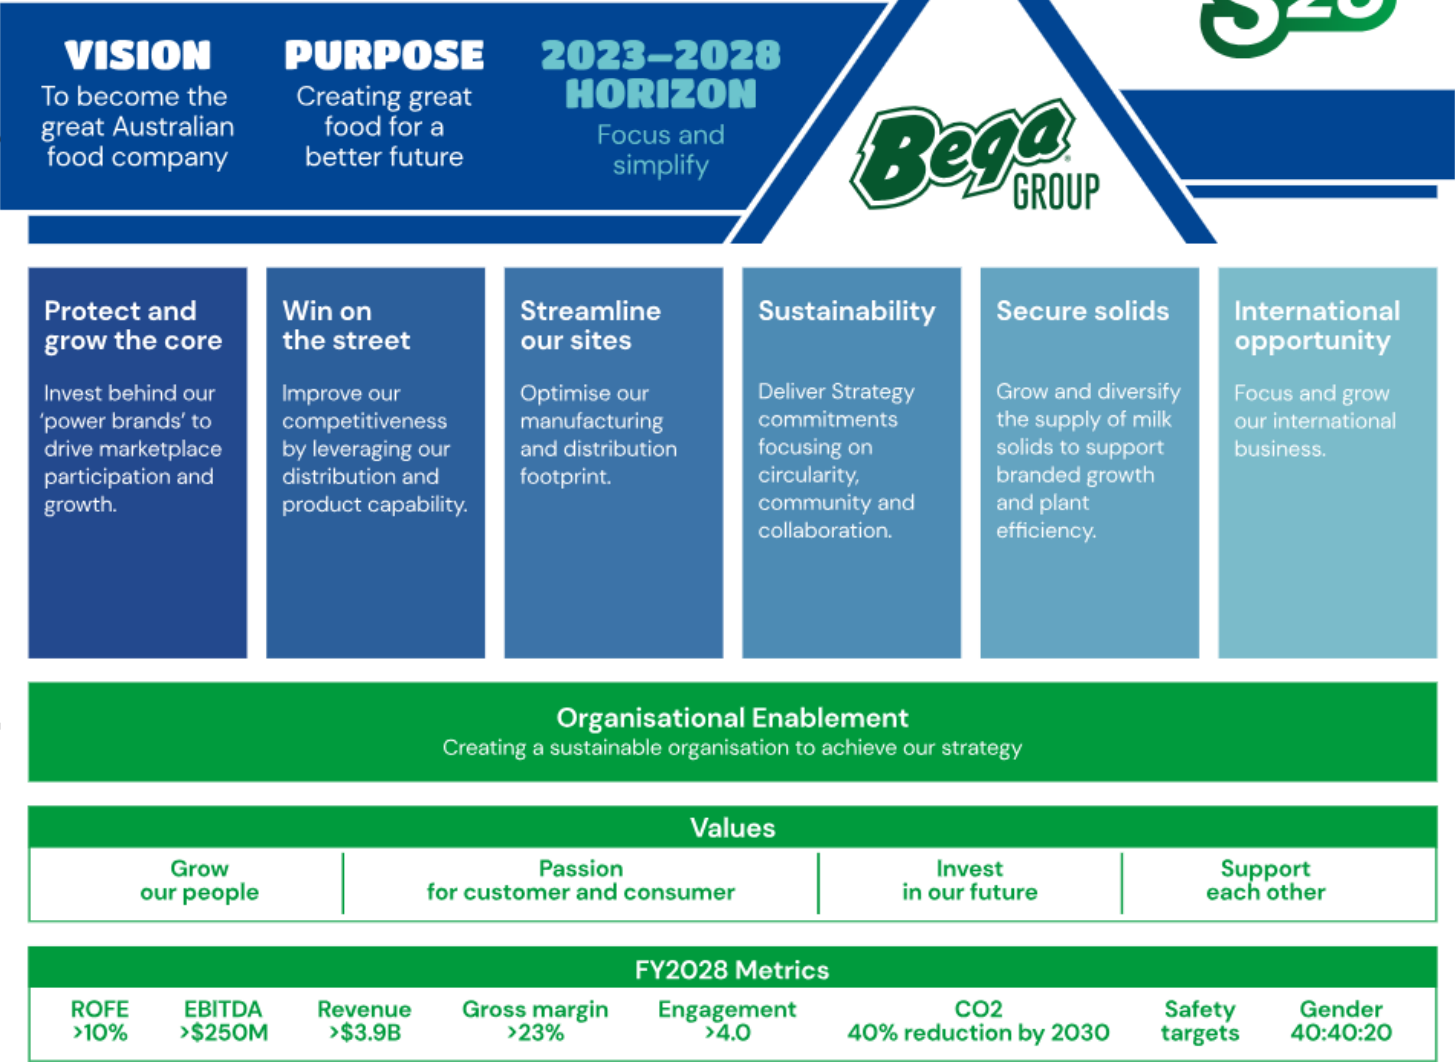 VISION
To become the
great Australian
food company
PURPOSE
Creating great
food for a
better future
2023–2028
HORIZON
Focus and
simplify
Bega
GROUP
Protect and
grow the core
Invest behind our
‘power brands’ to
drive marketplace
participation and
growth.
Win on
the street
Improve our
competitiveness
by leveraging our
distribution and
product capability.
Streamline
our sites
Optimise our
manufacturing
and distribution
footprint.
Sustainability
Deliver Strategy
commitments
focusing on
circularity,
community and
collaboration.
Secure solids
Grow and diversify
the supply of milk
solids to support
branded growth
and plant
efficiency.
International
opportunity
Focus and grow
our international
business.
Organisational Enablement
Creating a sustainable organisation to achieve our strategy
Values
Grow
our people
Passion
for customer and consumer
Invest
in our future
Support
each other
FY2028 Metrics
ROFE
>10%
EBITDA
>$250M
Revenue
>$3.9B
Gross margin
>23%
Engagement
>4.0
CO2
40% reduction by 2030
Safety
targets
Gender
40:40:20